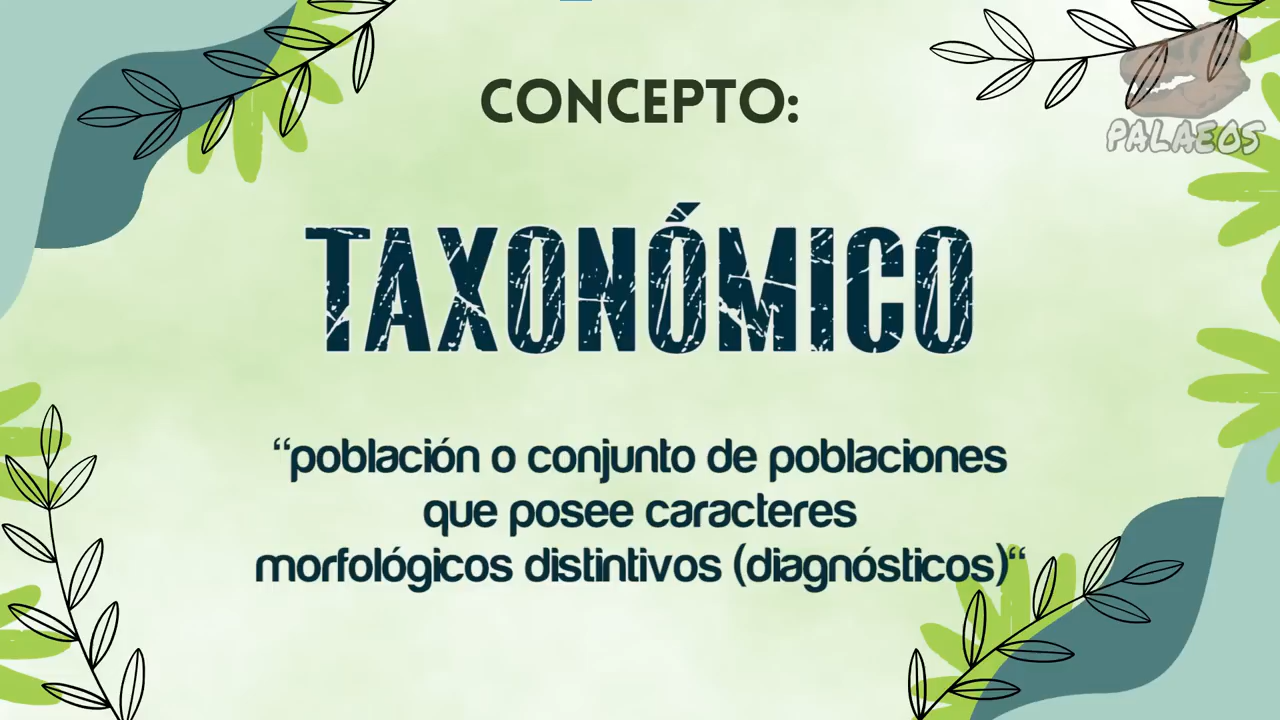 CONCEPTO:
PALAEOS
TAXONÓMICO
“población o conjunto de poblaciones
que posee caracteres
morfológicos distintivos (diagnósticos)“